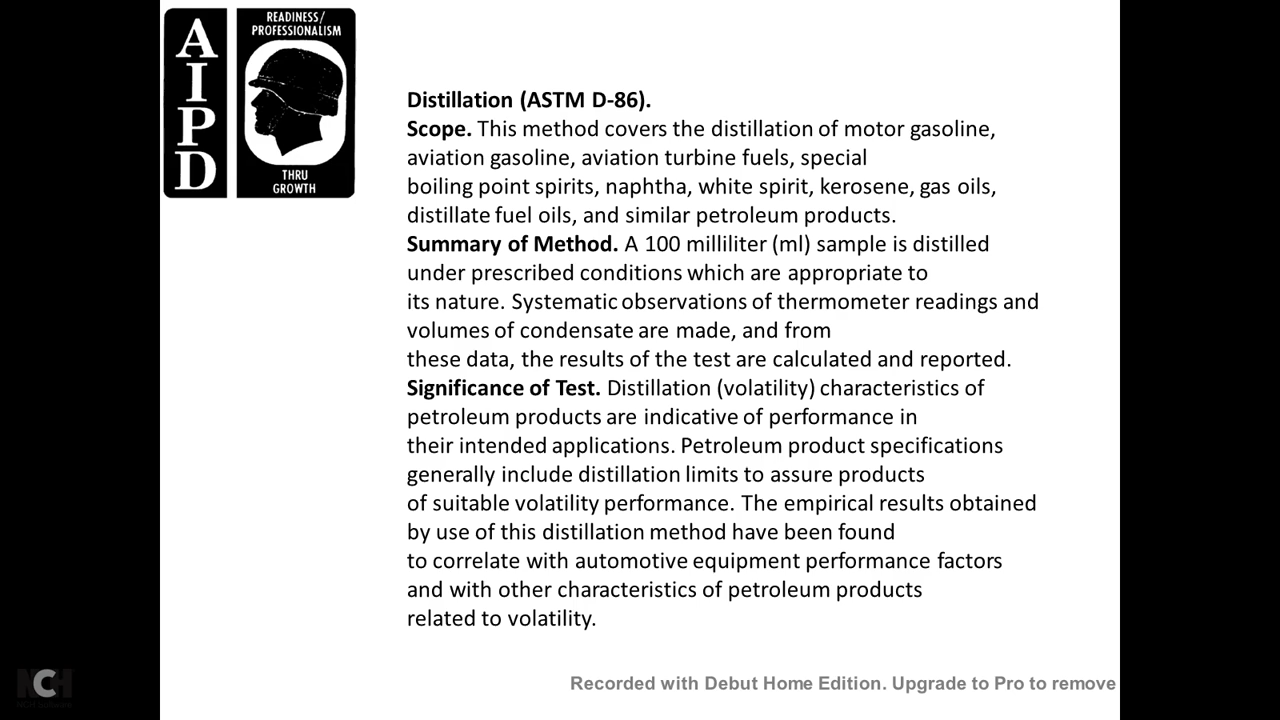 A
I
P
D
READINESS/
PROFESSIONALISM
THRU
GROWTH
Distillation (ASTM D-86).
Scope. This method covers the distillation of motor gasoline,
aviation gasoline, aviation turbine fuels, special
boiling point spirits, naphtha, white spirit, kerosene, gas oils,
distillate fuel oils, and similar petroleum products.
Summary of Method. A 100 milliliter (ml) sample is distilled
under prescribed conditions which are appropriate to
its nature. Systematic observations of thermometer readings and
volumes of condensate are made, and from
these data, the results of the test are calculated and reported.
Significance of Test. Distillation (volatility) characteristics of
petroleum products are indicative of performance in
their intended applications. Petroleum product specifications
generally include distillation limits to assure products
of suitable volatility performance. The empirical results obtained
by use of this distillation method have been found
to correlate with automotive equipment performance factors
and with other characteristics of petroleum products
related to volatility.
NCH
Recorded with Debut Home Edition. Upgrade to Pro to remove